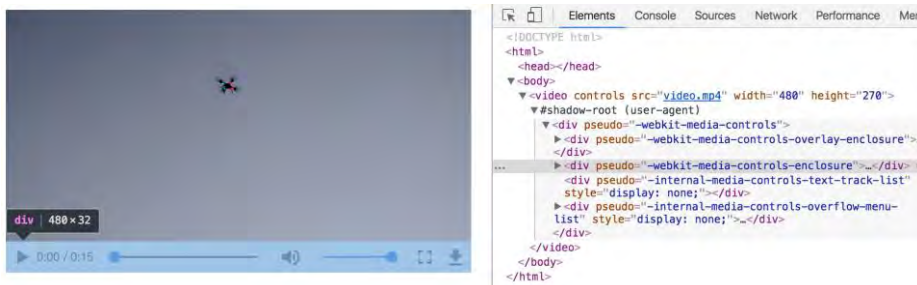 div | 480×32
0:00 / 0:15
Elements Console Sources Network Performance
<!DOCTYPE html>
<html>
<head></head>
▼<body>
▼<video controls src="video.mp4" width="480" height="270">
▼#shadow-root (user-agent)
▼<div pseudo="-webkit-media-controls">
▶<div pseudo="-webkit-media-controls-overlay-enclosure">
</div>
... ▶<div pseudo="-webkit-media-controls-enclosure">…</div>
<div pseudo="-internal-media-controls-text-track-list"
style="display: none;"></div>
▶<div pseudo="-internal-media-controls-overflow-menu-
list" style="display: none;">…</div>
</div>
</video>
</body>
</html>